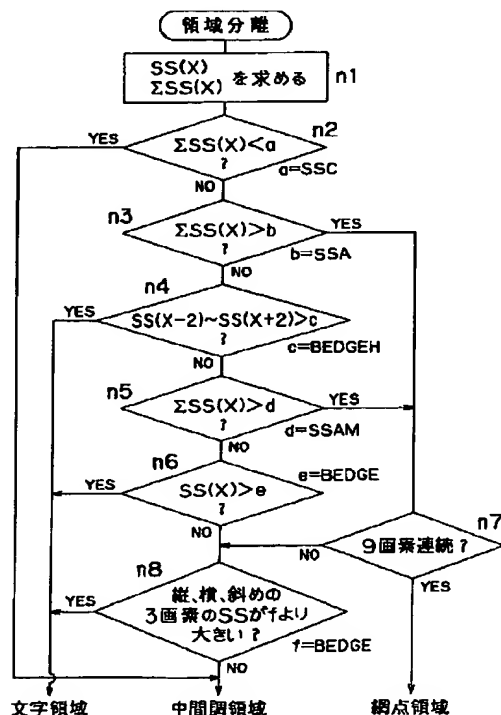 領域分離
SS(X)
ΣSS(X) を求める
n1
n2
YES
ΣSS(X)<a
?
a=SSC
NO
n3
ΣSS(X)>b
?
YES
b=SSA
NO
n4
YES
SS(X-2)~SS(X+2)>c
?
c=BEDGEH
NO
n5
ΣSS(X)>d
?
YES
d=SSAM
NO
n6
e=BEDGE
YES
SS(X)>e
?
NO
n7
9画素連続?
NO
YES
n8
YES
縦、横、斜めの
3画素のSSがfより
大きい?
f=BEDGE
NO
文字領域 中間調領域 網点領域